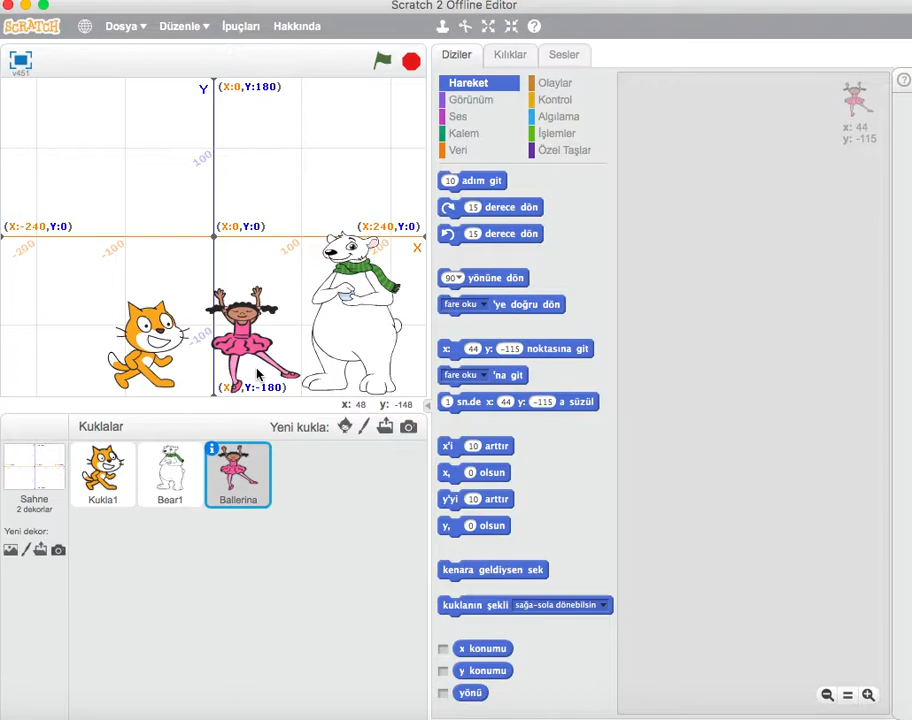 Scratch 2 Offline Editor
SCRATCH Dosya Düzenle İpuçları Hakkında
v451
Diziler Kılıklar Sesler
Hareket Olaylar
Görünüm Kontrol
Ses Algılama
Kalem İşlemler
Veri Özel Taşlar
x: 44
y: -115
Y (X:0,Y:180)
100
(X:-240,Y:0) (X:0,Y:0) (X:240,Y:0)
-200 -100 100 X
-100
Y:-180)
x: 48 y: -148
10 adım git
15 derece dön
15 derece dön
90 yönüne dön
fare oku 'ye doğru dön
x: 44 y: -115 noktasına git
fare oku 'na git
1 sn.de x: 44 y: -115 a süzül
x'i 10 arttır
x, 0 olsun
y'yi 10 arttır
y, 0 olsun
kenara geldiysen sek
kuklanın şekli sağa-sola dönebilsin
x konumu
y konumu
yönü
Kuklalar Yeni kukla:
Sahne
2 dekorlar
Yeni dekor:
Kukla1 Bear1 Ballerina